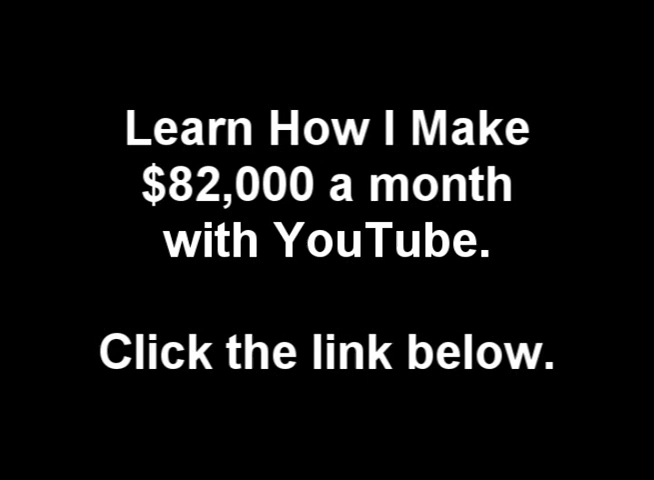 Learn How I Make
$82,000 a month
with YouTube.
Click the link below.